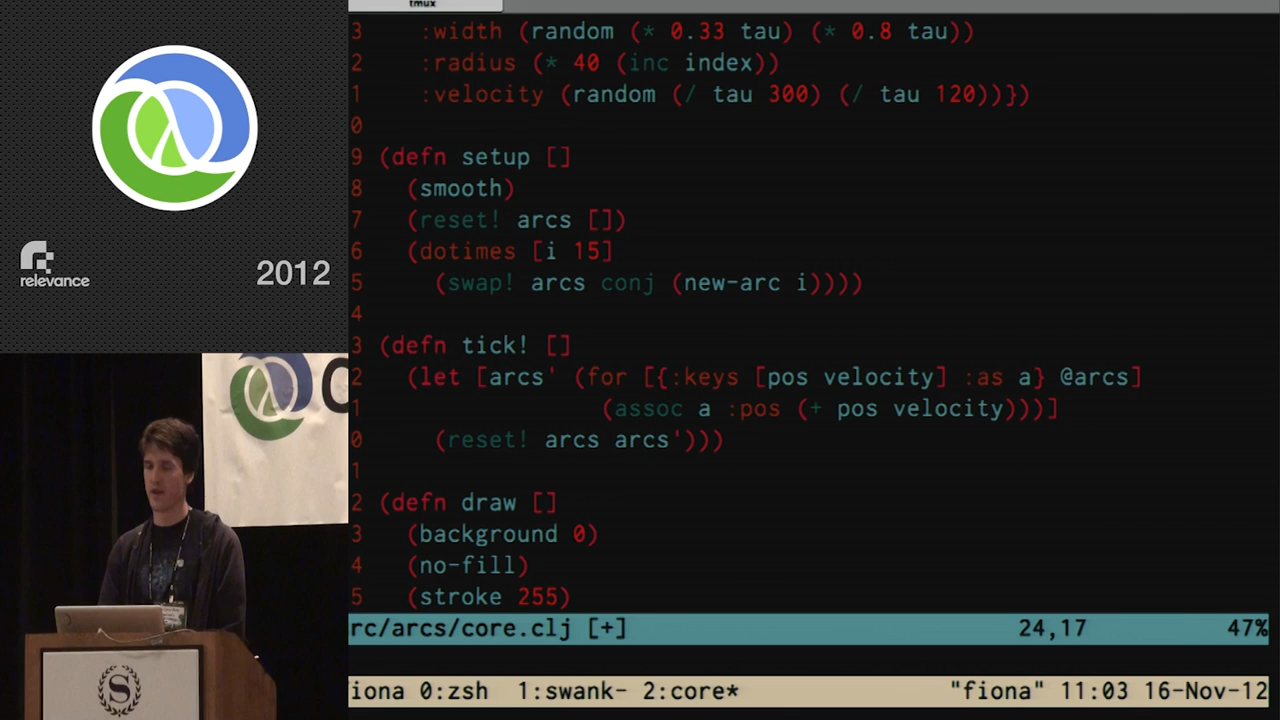 tmux
3 :width (random (* 0.33 tau) (* 0.8 tau))
2 :radius (* 40 (inc index))
1 :velocity (random (/ tau 300) (/ tau 120))})
0
9 (defn setup []
8 (smooth)
7 (reset! arcs [])
6 (dotimes [i 15]
5 (swap! arcs conj (new-arc i))))
4
3 (defn tick! []
2 (let [arcs' (for [{:keys [pos velocity] :as a} @arcs]
1 (assoc a :pos (+ pos velocity)))]
0 (reset! arcs arcs')))
1
2 (defn draw []
3 (background 0)
4 (no-fill)
5 (stroke 255)
rc/arcs/core.clj [+] 24,17 47%
iona 0:zsh 1:swank- 2:core* "fiona" 11:03 16-Nov-12
relevance
2012
S